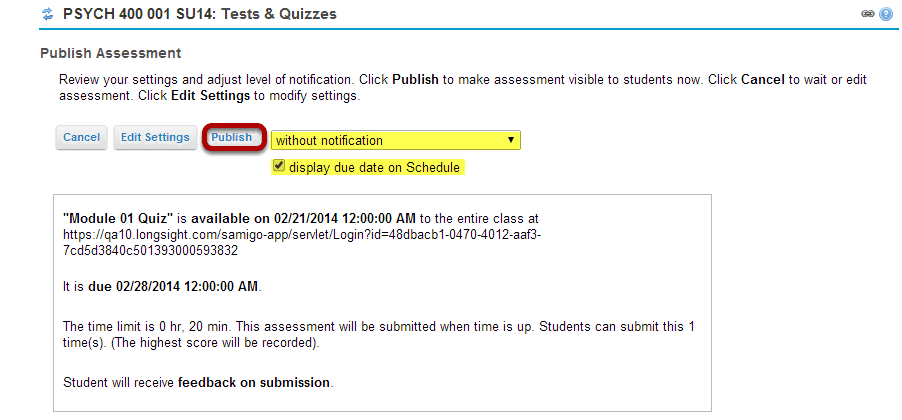 PSYCH 400 001 SU14: Tests & Quizzes
?
Publish Assessment
Review your settings and adjust level of notification. Click Publish to make assessment visible to students now. Click Cancel to wait or edit
assessment. Click Edit Settings to modify settings.
Cancel Edit Settings Publish without notification
display due date on Schedule
"Module 01 Quiz" is available on 02/21/2014 12:00:00 AM to the entire class at
https://qa10.longsight.com/samigo-app/servlet/Login?id=48dbacb1-0470-4012-aaf3-
7cd5d3840c501393000593832
It is due 02/28/2014 12:00:00 AM.
The time limit is 0 hr, 20 min. This assessment will be submitted when time is up. Students can submit this 1
time(s). (The highest score will be recorded).
Student will receive feedback on submission.